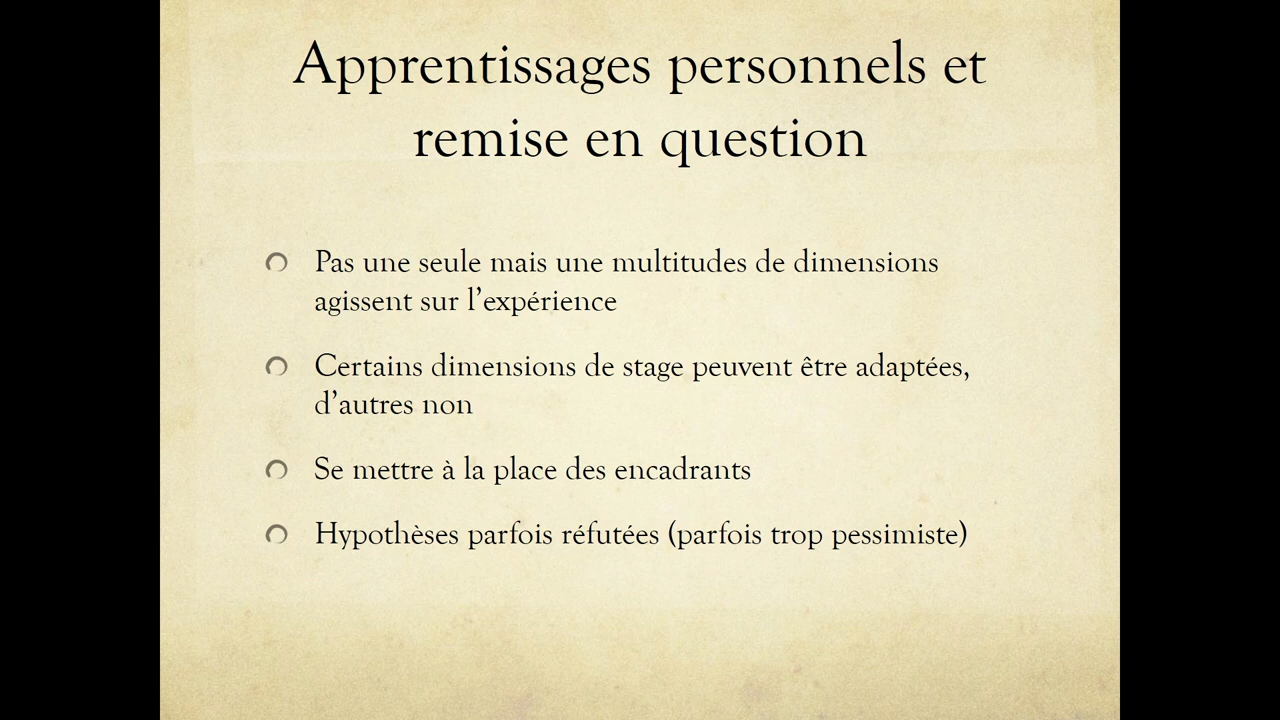 Apprentissages personnels et
remise en question
Pas une seule mais une multitudes de dimensions
agissent sur l'expérience
Certains dimensions de stage peuvent être adaptées,
d'autres non
Se mettre à la place des encadrants
Hypothèses parfois réfutées (parfois trop pessimiste)